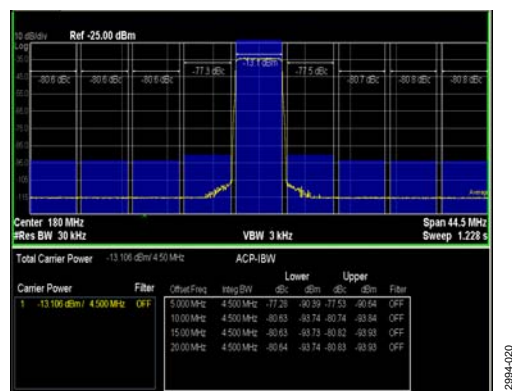 10 dB/div Ref -25.00 dBm
Log
-13.1 dBm
-77.3 dBc -77.5 dBc
-80.6 dBc -80.6 dBc -80.6 dBc -80.7 dBc -80.8 dBc -80.8 dBc
Average
Center 180 MHz Span 44.5 MHz
#Res BW 30 kHz VBW 3 kHz Sweep 1.228 s
Total Carrier Power -13.106 dBm/ 4.50 MHz ACP-IBW
Lower Upper
Carrier Power Filter Offset Freq Integ BW dBc dBm dBc dBm Filter
1 -13.106 dBm / 4.500 MHz OFF 5.000 MHz 4.500 MHz -77.28 -90.39 -77.53 -90.64 OFF
10.00 MHz 4.500 MHz -80.63 -93.74 -80.74 -93.84 OFF
15.00 MHz 4.500 MHz -80.63 -93.73 -80.82 -93.93 OFF
20.00 MHz 4.500 MHz -80.64 -93.74 -80.83 -93.93 OFF
2994-020